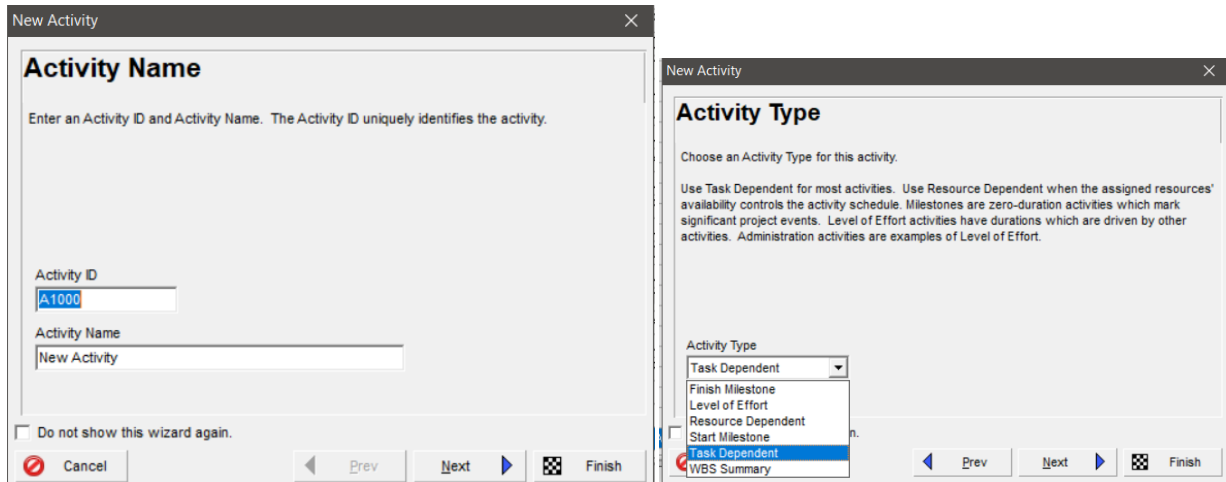 New Activity
Activity Name
Enter an Activity ID and Activity Name. The Activity ID uniquely identifies the activity.
Activity ID
A1000
Activity Name
New Activity
Do not show this wizard again.
Cancel
Prev
Next
Finish
New Activity
Activity Type
Choose an Activity Type for this activity.
Use Task Dependent for most activities. Use Resource Dependent when the assigned resources'
availability controls the activity schedule. Milestones are zero-duration activities which mark
significant project events. Level of Effort activities have durations which are driven by other
activities. Administration activities are examples of Level of Effort.
Activity Type
Task Dependent
Finish Milestone
Level of Effort
Resource Dependent
Start Milestone
n.
Task Dependent
WBS Summary
Prev
Next
Finish